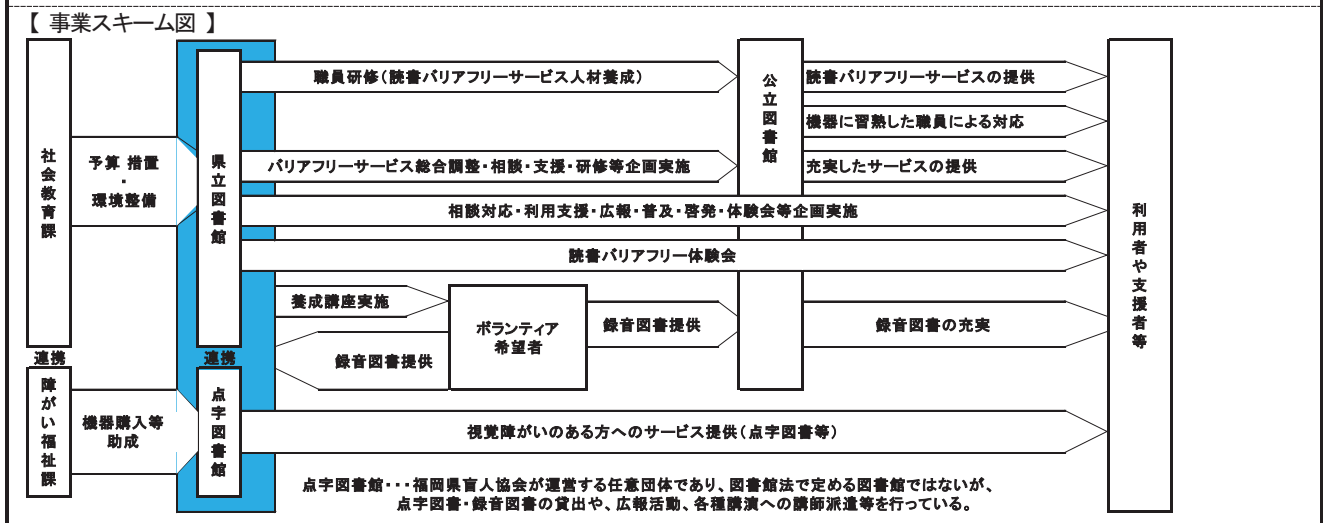 【 事業スキーム図 】
社会教育課
予算 措置
・
環境整備
県立図書館
職員研修（読書バリアフリーサービス人材養成）
公立図書館
読書バリアフリーサービスの提供
機器に習熟した職員による対応
バリアフリーサービス総合調整・相談・支援・研修等企画実施
充実したサービスの提供
相談対応・利用支援・広報・普及・啓発・体験会等企画実施
読書バリアフリー体験会
利用者や支援者等
養成講座実施
ボランティア
希望者
録音図書提供
録音図書の充実
録音図書提供
連携
連携
障がい福祉課
機器購入等
助成
点字図書館
視覚障がいのある方へのサービス提供（点字図書等）
点字図書館・・・福岡県盲人協会が運営する任意団体であり、図書館法で定める図書館ではないが、
点字図書・録音図書の貸出や、広報活動、各種講演への講師派遣等を行っている。